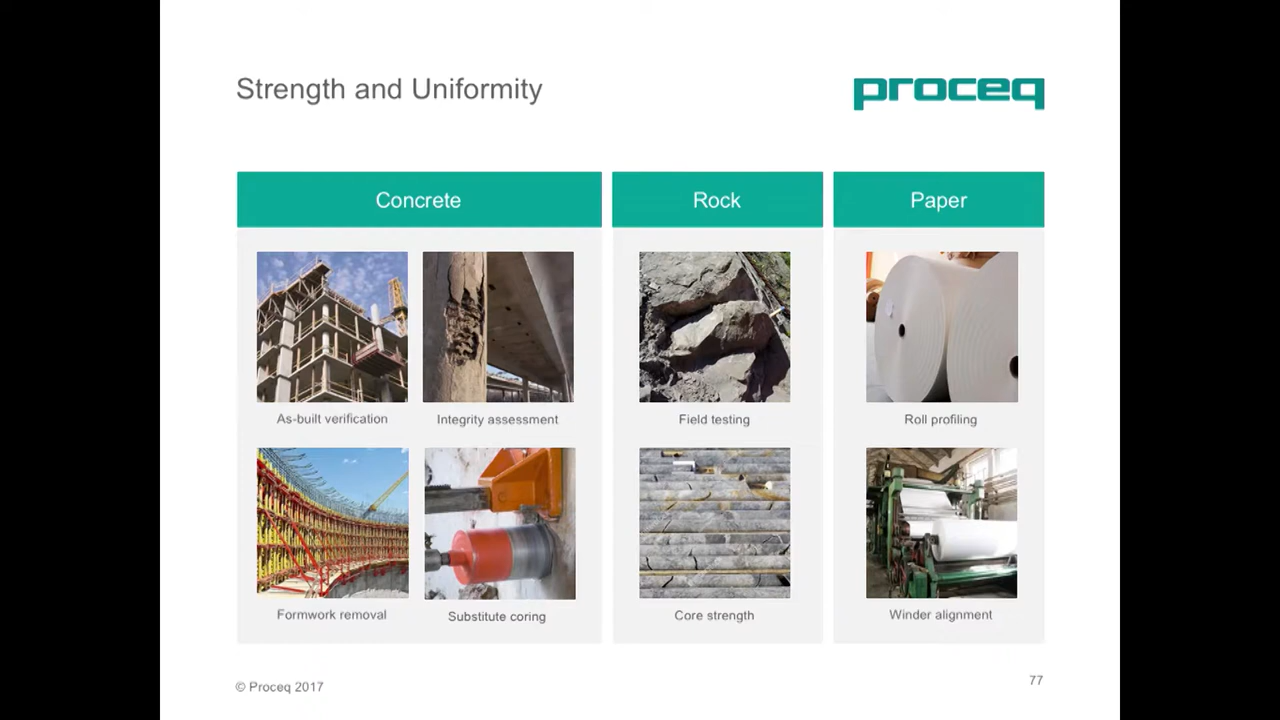 Strength and Uniformity
proceq
Concrete
Rock
Paper
As-built verification
Integrity assessment
Field testing
Roll profiling
Formwork removal
Substitute coring
Core strength
Winder alignment
© Proceq 2017
77